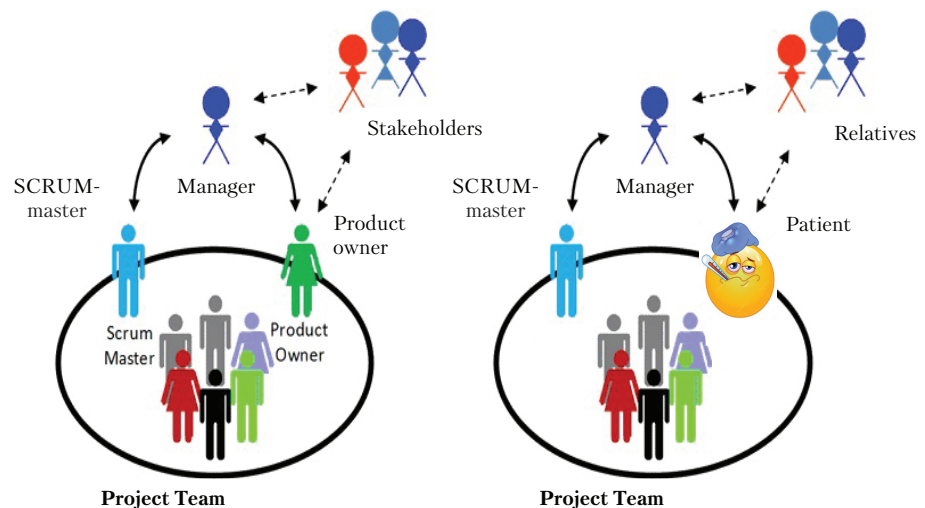 Stakeholders
Manager
SCRUM-
master
Product
owner
Scrum
Master
Product
Owner
Project Team
Relatives
Manager
SCRUM-
master
Patient
Project Team